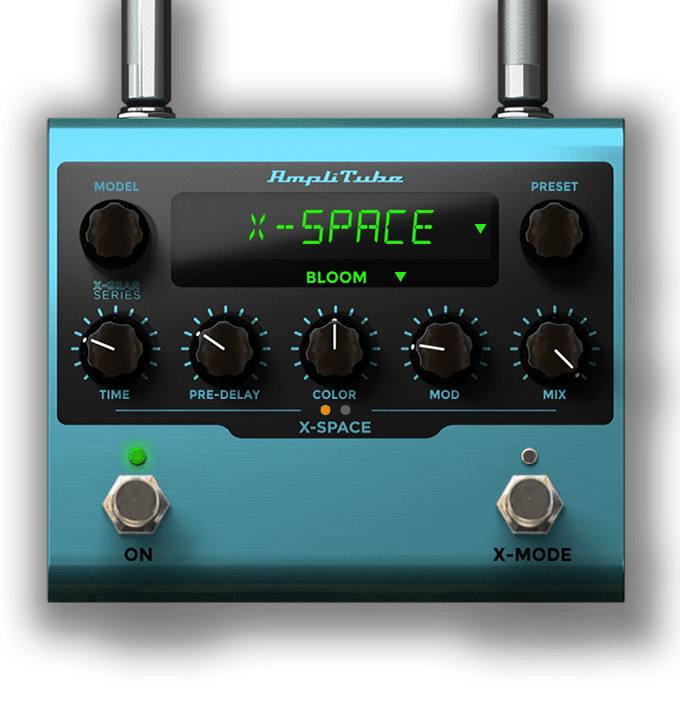 MODEL
AmpliTube
PRESET
X-SPACE
BLOOM
X-GEAR
SERIES
TIME
PRE-DELAY
COLOR
MOD
MIX
X-SPACE
ON
X-MODE